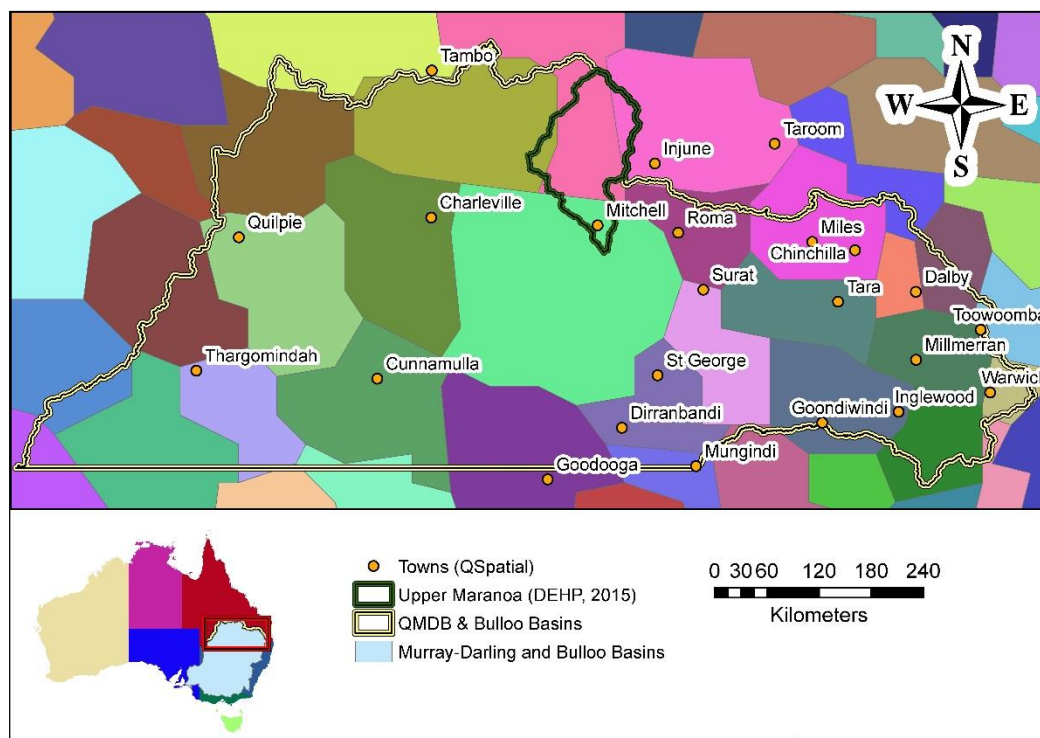 Tambo
N
W
E
S
Taroom
Injune
Charleville
Mitchell
Roma
Quilpie
Miles
Chinchilla
Surat
Tara
Dalby
Toowoomba
Thargomindah
Cunnamulla
St George
Millmerran
Warwick
Dirranbandi
Goondiwindi
Inglewood
Goodooga
Mungindi
Towns (QSpatial)
Upper Maranoa (DEHP, 2015)
QMDB & Bulloo Basins
Murray-Darling and Bulloo Basins
0 30 60 120 180 240
Kilometers